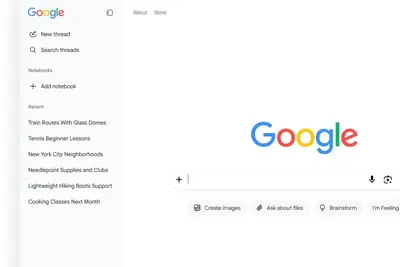 Google
About Store
New thread
Search threads
Notebooks
Add notebook
Recent
Train Routes With Glass Domes
Tennis Beginner Lessons
New York City Neighborhoods
Needlepoint Supplies and Clubs
Lightweight Hiking Boots Support
Cooking Classes Next Month
Google
Create images
Ask about files
Brainstorm
I'm Feeling